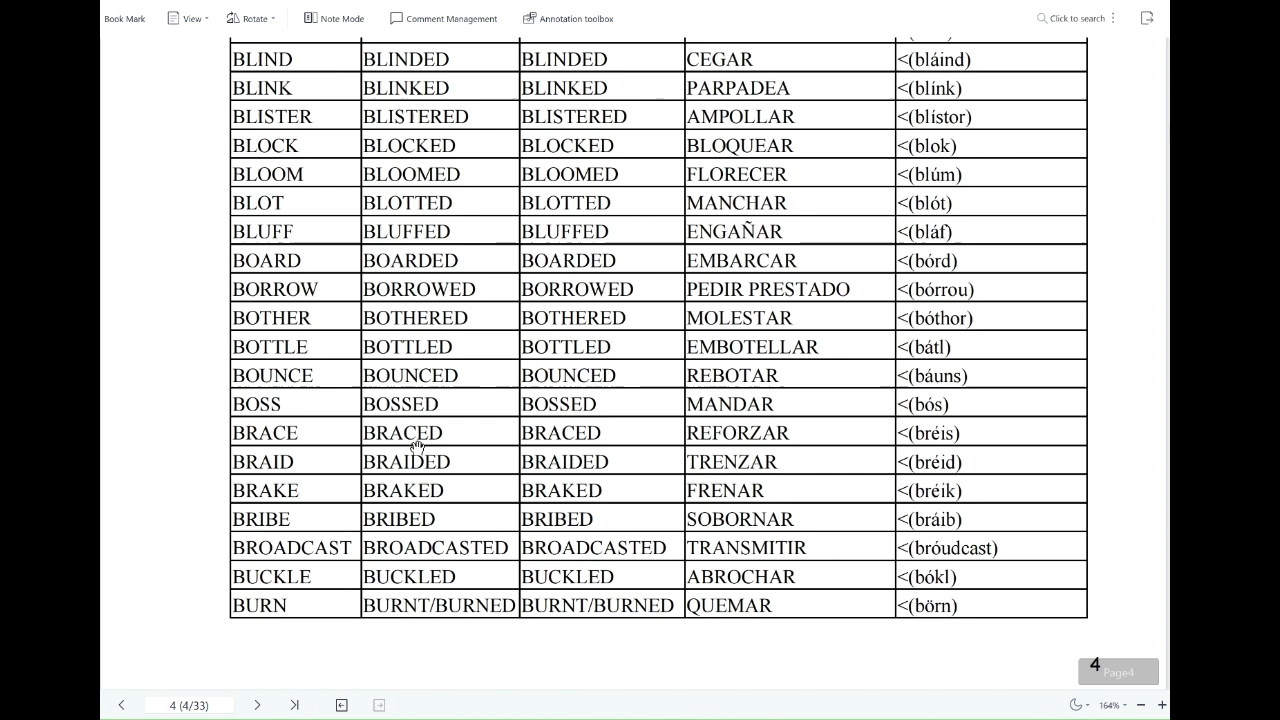 Book Mark View Rotate Note Mode Comment Management Annotation toolbox Click to search
BLIND BLINDED BLINDED CEGAR <(bláind)
BLINK BLINKED BLINKED PARPADEA <(blínk)
BLISTER BLISTERED BLISTERED AMPOLLAR <(blístor)
BLOCK BLOCKED BLOCKED BLOQUEAR <(blok)
BLOOM BLOOMED BLOOMED FLORECER <(blúm)
BLOT BLOTTED BLOTTED MANCHAR <(blót)
BLUFF BLUFFED BLUFFED ENGAÑAR <(bláf)
BOARD BOARDED BOARDED EMBARCAR <(bórd)
BORROW BORROWED BORROWED PEDIR PRESTADO <(bórrou)
BOTHER BOTHERED BOTHERED MOLESTAR <(bóthor)
BOTTLE BOTTLED BOTTLED EMBOTELLAR <(bátl)
BOUNCE BOUNCED BOUNCED REBOTAR <(báuns)
BOSS BOSSED BOSSED MANDAR <(bós)
BRACE BRACED BRACED REFORZAR <(bréis)
BRAID BRAIDED BRAIDED TRENZAR <(bréid)
BRAKE BRAKED BRAKED FRENAR <(bréik)
BRIBE BRIBED BRIBED SOBORNAR <(bráib)
BROADCAST BROADCASTED BROADCASTED TRANSMITIR <(bróudcast)
BUCKLE BUCKLED BUCKLED ABROCHAR <(bókl)
BURN BURNT/BURNED BURNT/BURNED QUEMAR <(börn)
4 Page4
4 (4/33) 164%